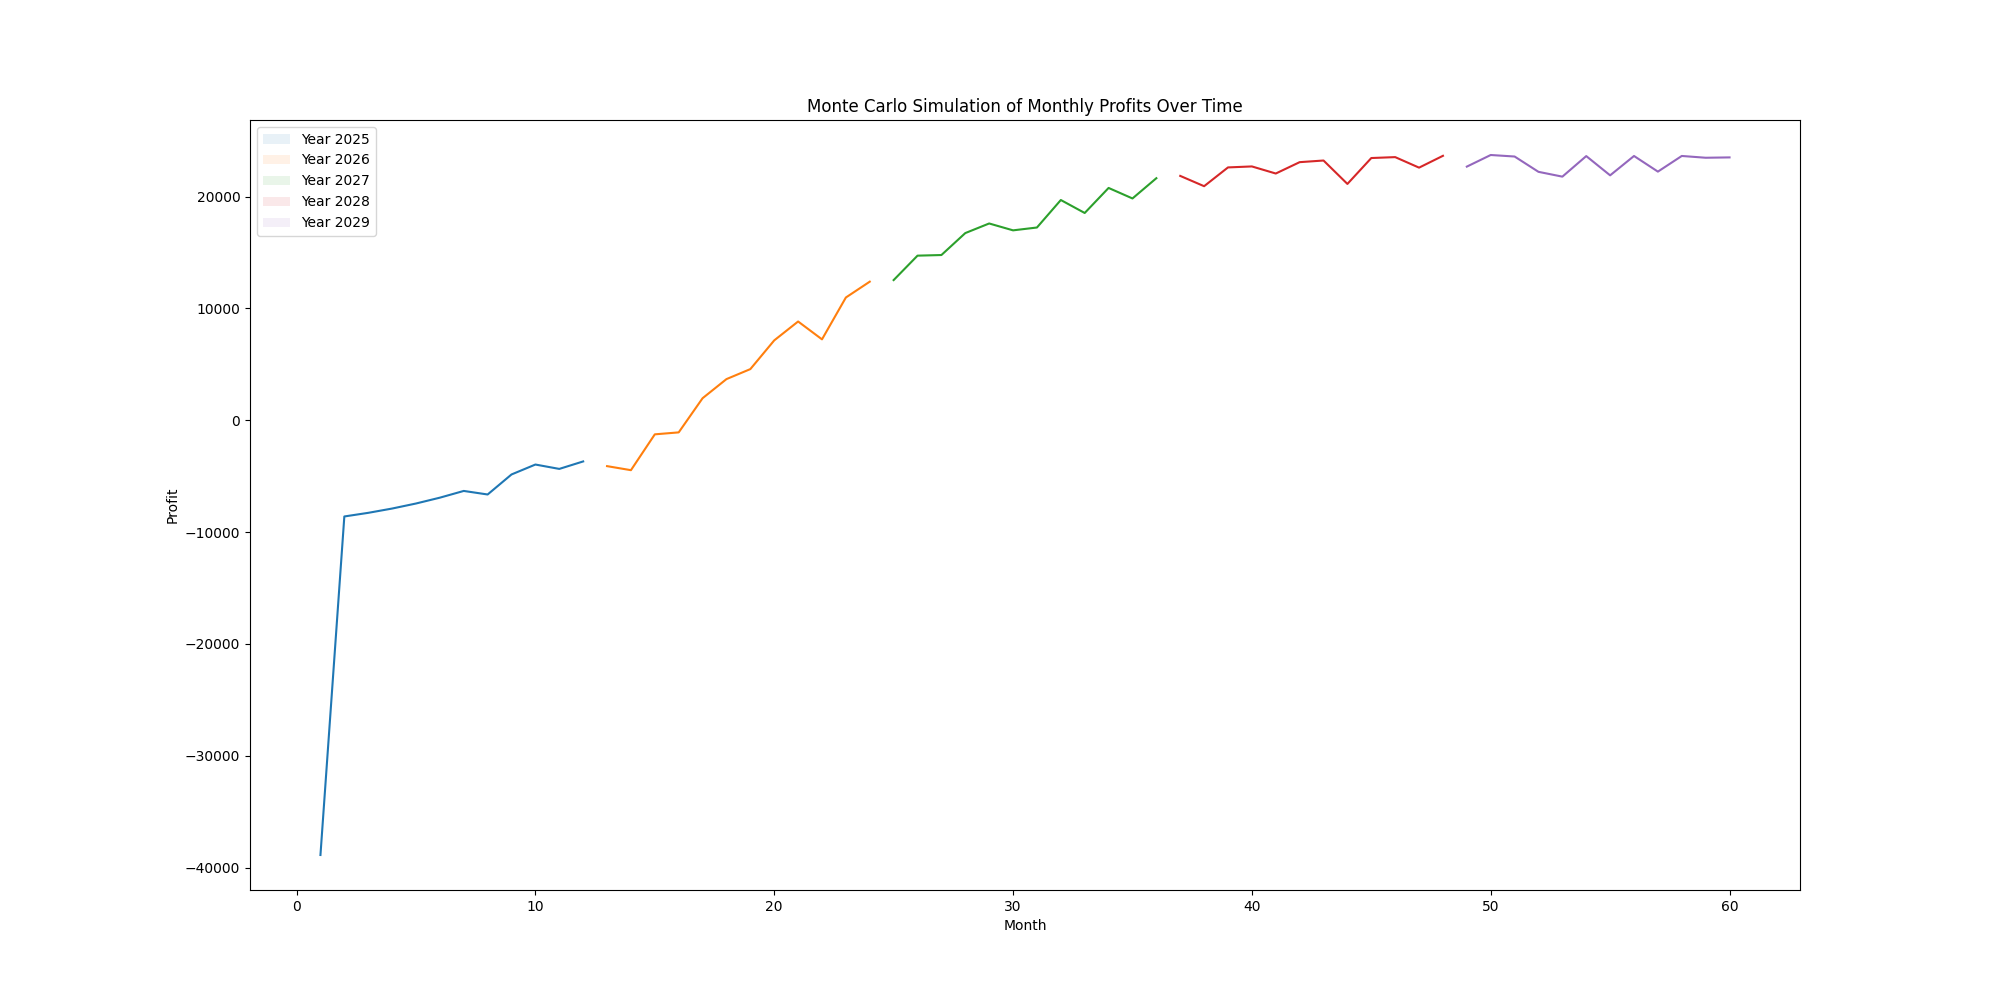 Monte Carlo Simulation of Monthly Profits Over Time
Year 2025
Year 2026
Year 2027
Year 2028
Year 2029
Profit
20000
10000
0
−10000
−20000
−30000
−40000
0 10 20 30 40 50 60
Month